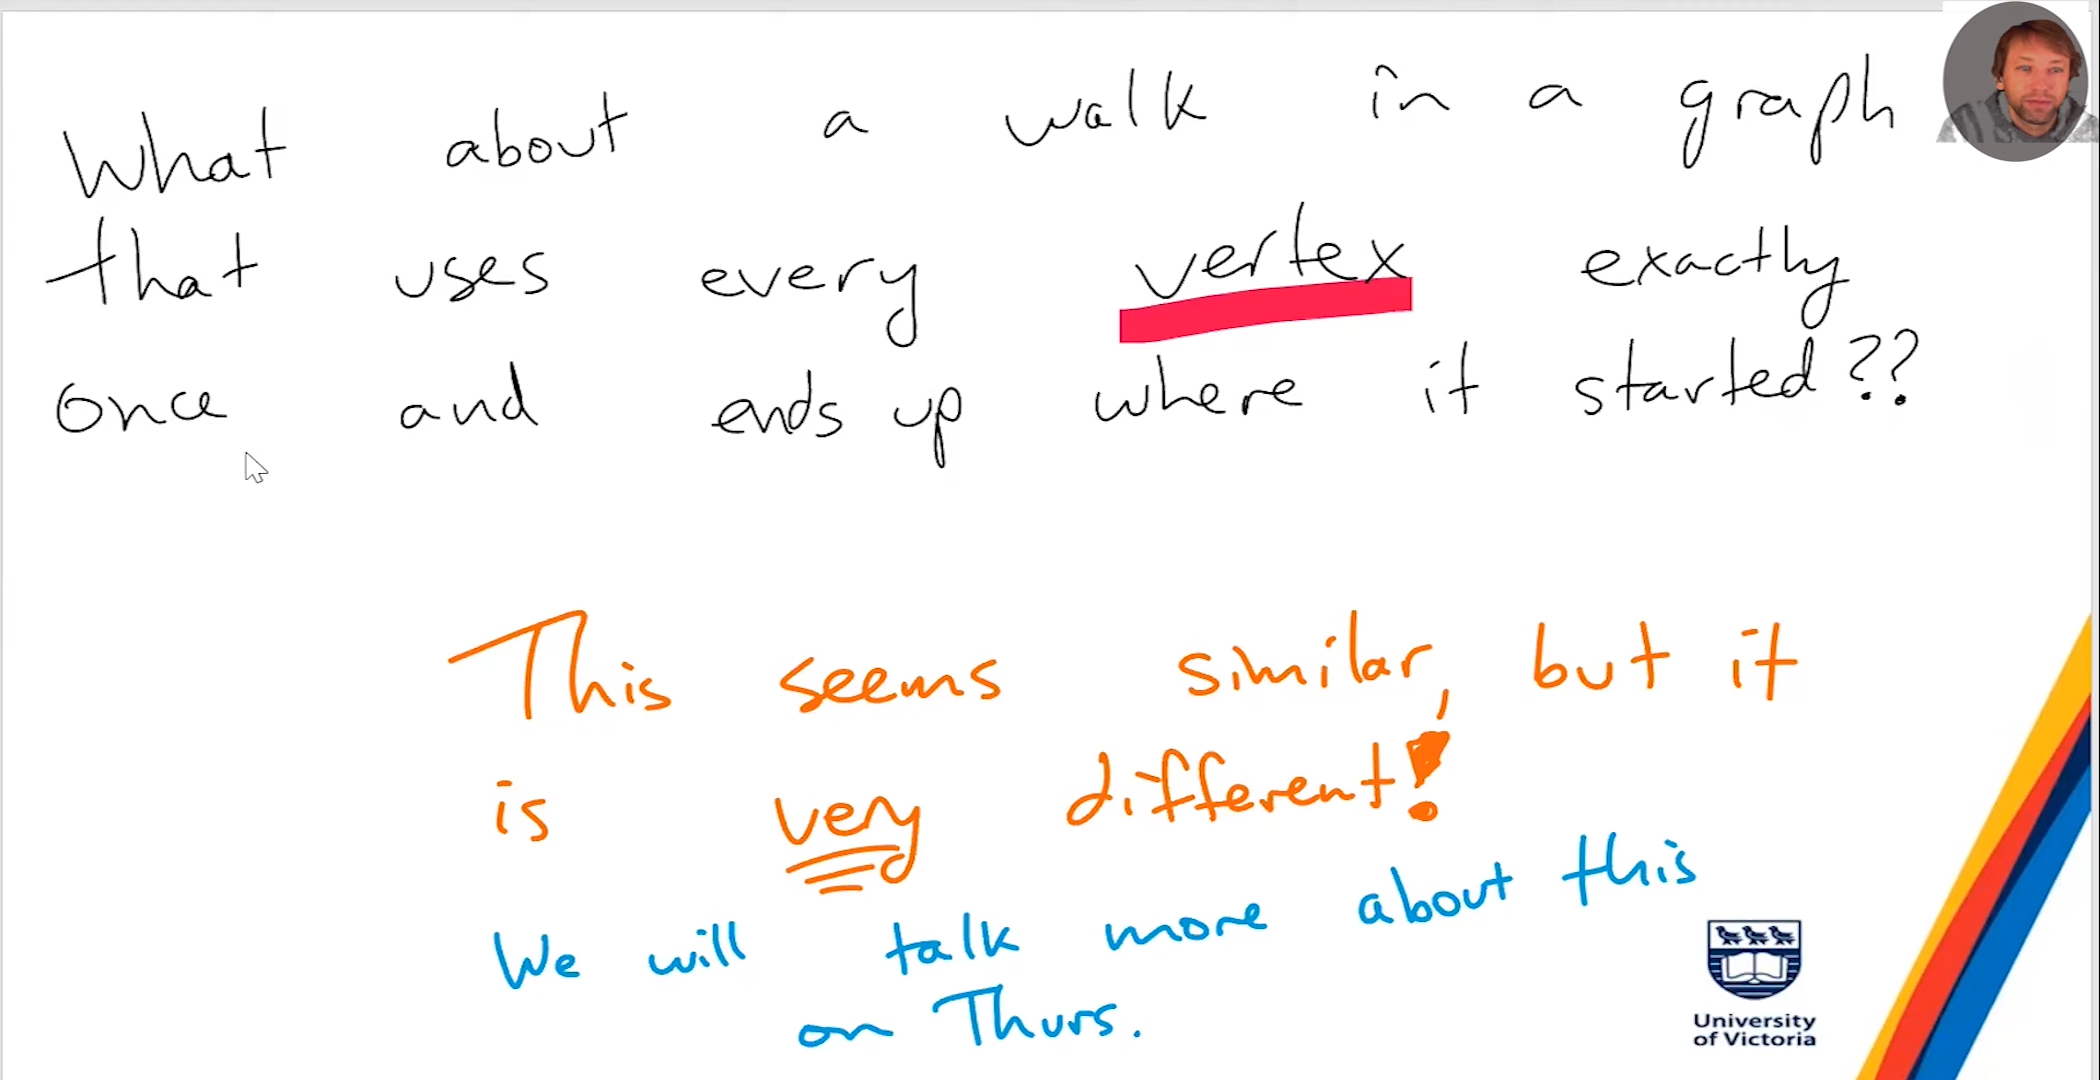 What about a walk in a graph
that uses every vertex exactly
once and ends up where it started??
This seems similar, but it
is very different!
We will talk more about this
on Thurs.
University
of Victoria